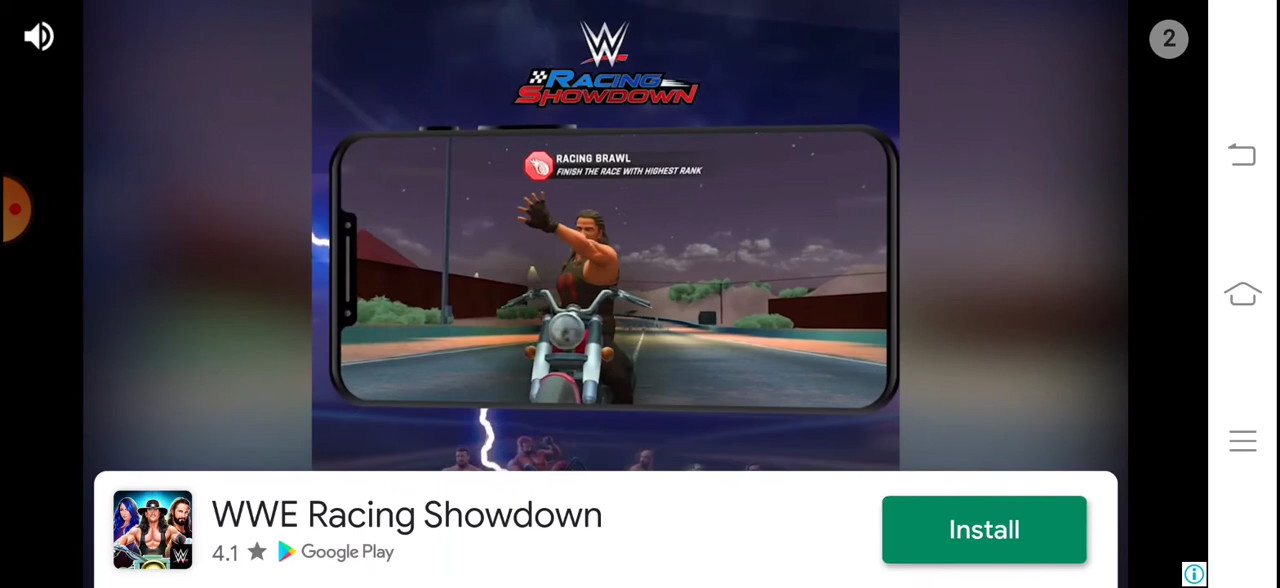 2
W
RACING
SHOWDOWN
RACING BRAWL
FINISH THE RACE WITH HIGHEST RANK
WWE Racing Showdown
4.1 ★ Google Play
Install